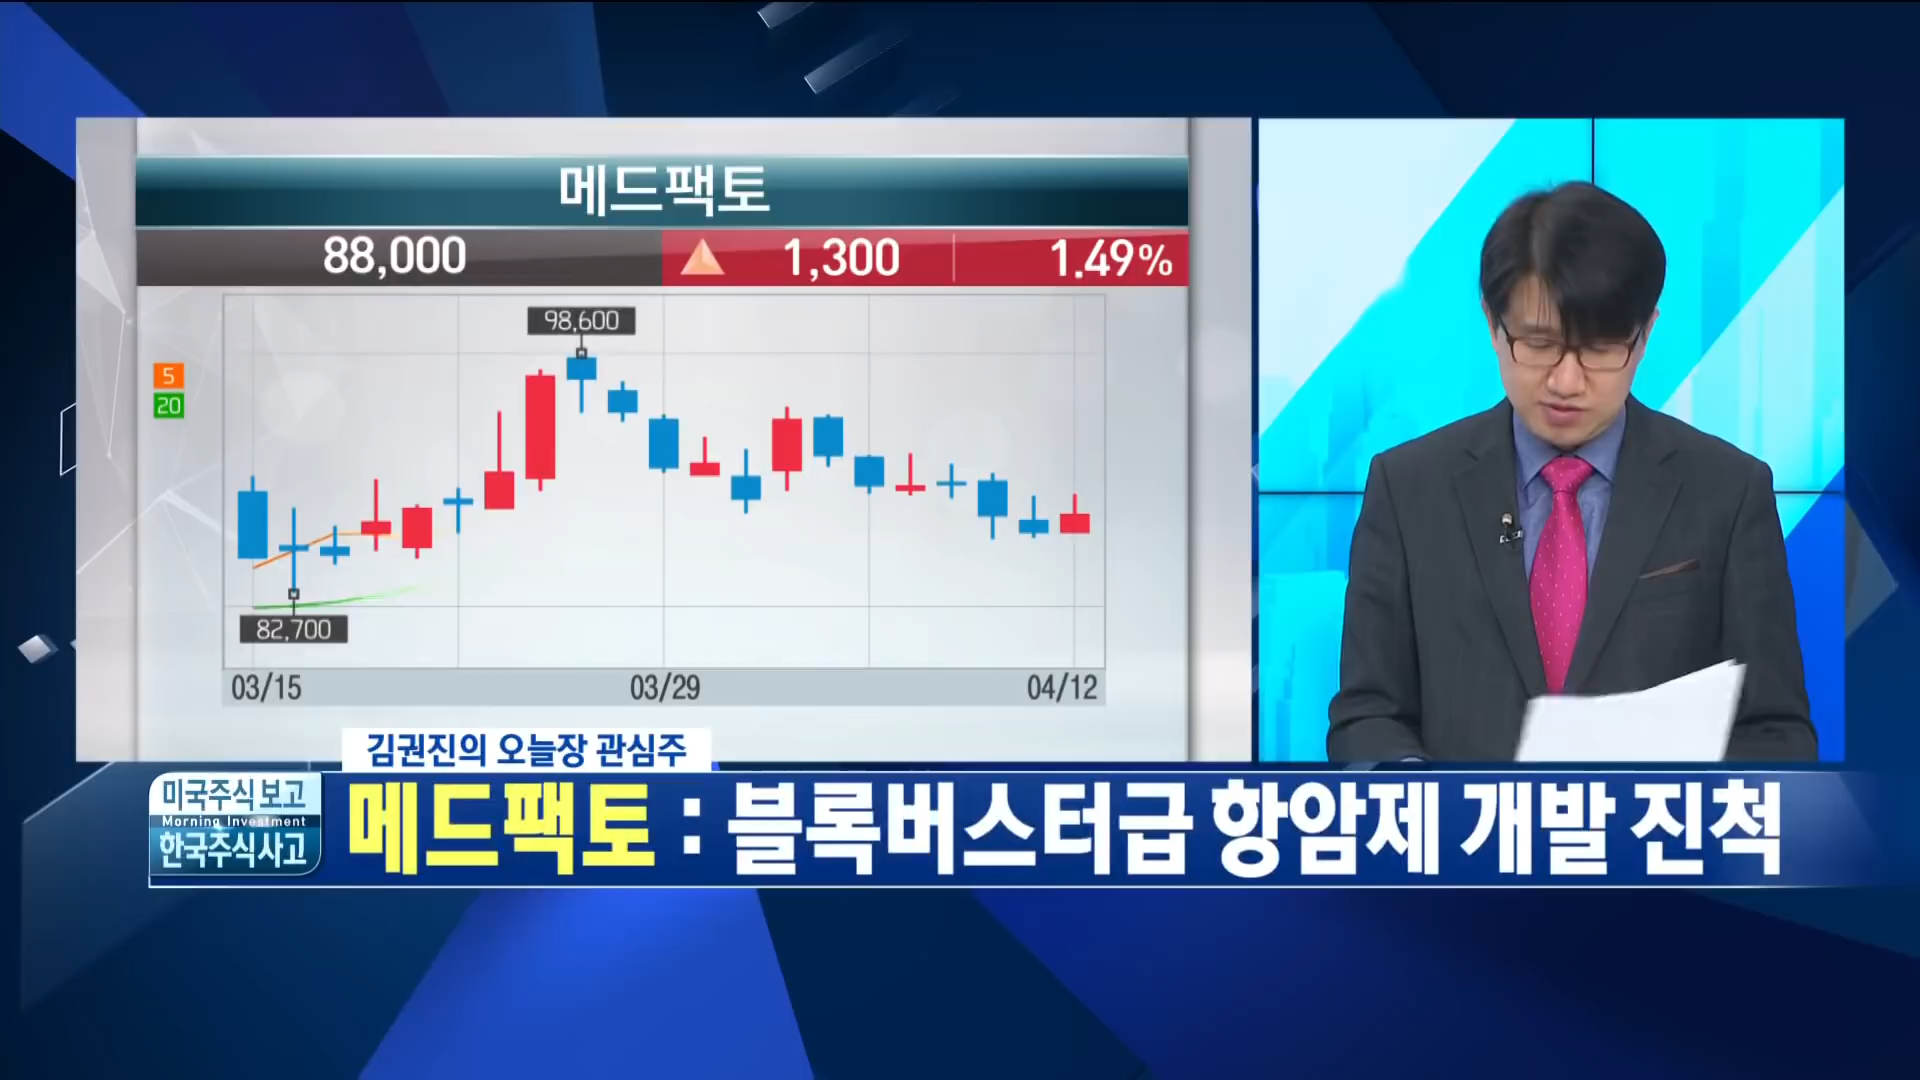 메드팩토
88,000 1,300 1.49%
98,600
5
20
82,700
03/15 03/29 04/12
김권진의 오늘장 관심주
미국주식 보고
Morning Investment
한국주식 사고
메드팩토 : 블록버스터급 항암제 개발 진척